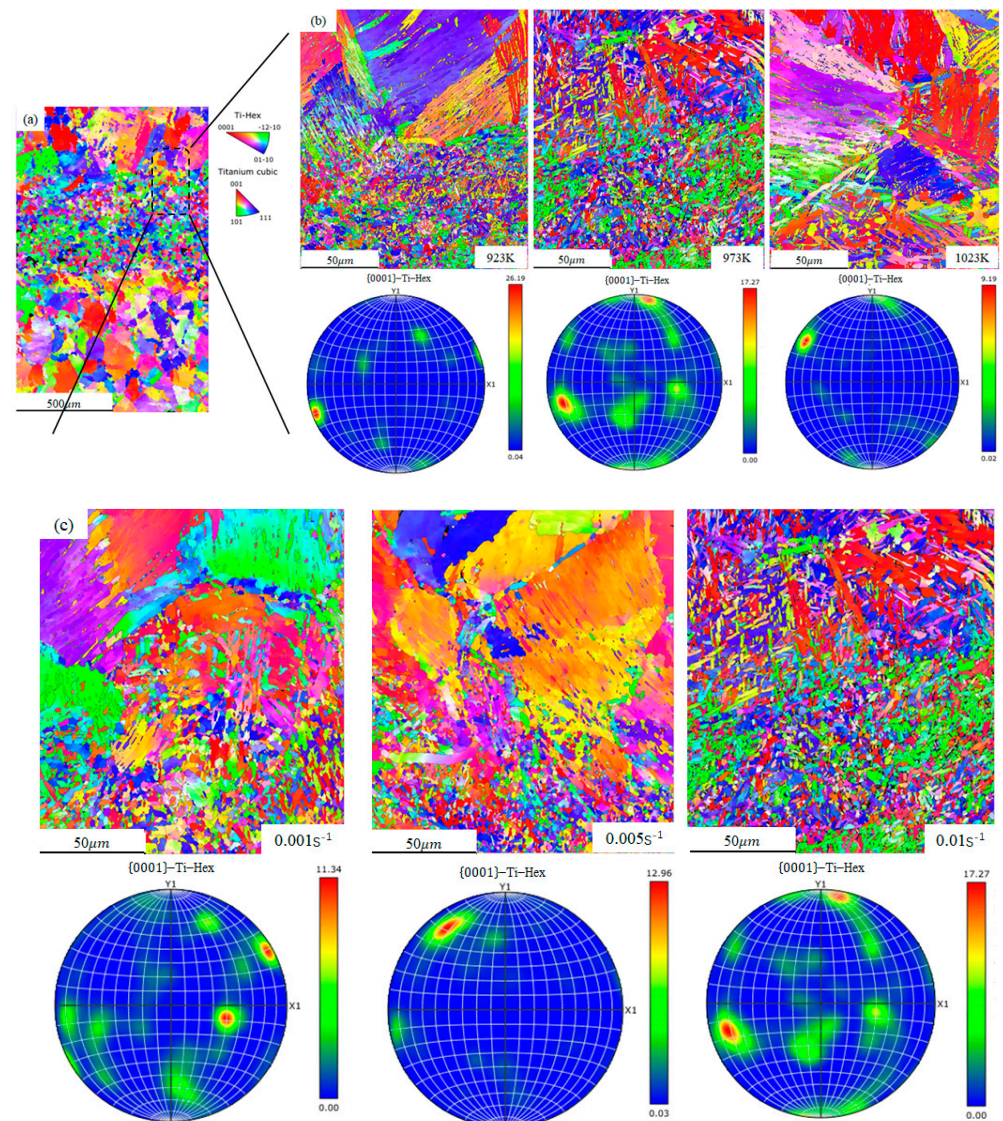 (a)
500μm
Ti-Hex
0001 -12-10
01-10
Titanium cubic
001
101 111
(b)
50μm 923K
50μm 973K
50μm 1023K
{0001}-Ti-Hex
Y1
X1
26.19
0.04
{0001}-Ti-Hex
Y1
X1
17.27
0.00
{0001}-Ti-Hex
Y1
X1
9.19
0.02
(c)
50μm 0.001S⁻¹
50μm 0.005S⁻¹
50μm 0.01S⁻¹
{0001}-Ti-Hex
Y1
X1
11.34
0.00
{0001}-Ti-Hex
Y1
X1
12.96
0.03
{0001}-Ti-Hex
Y1
X1
17.27
0.00